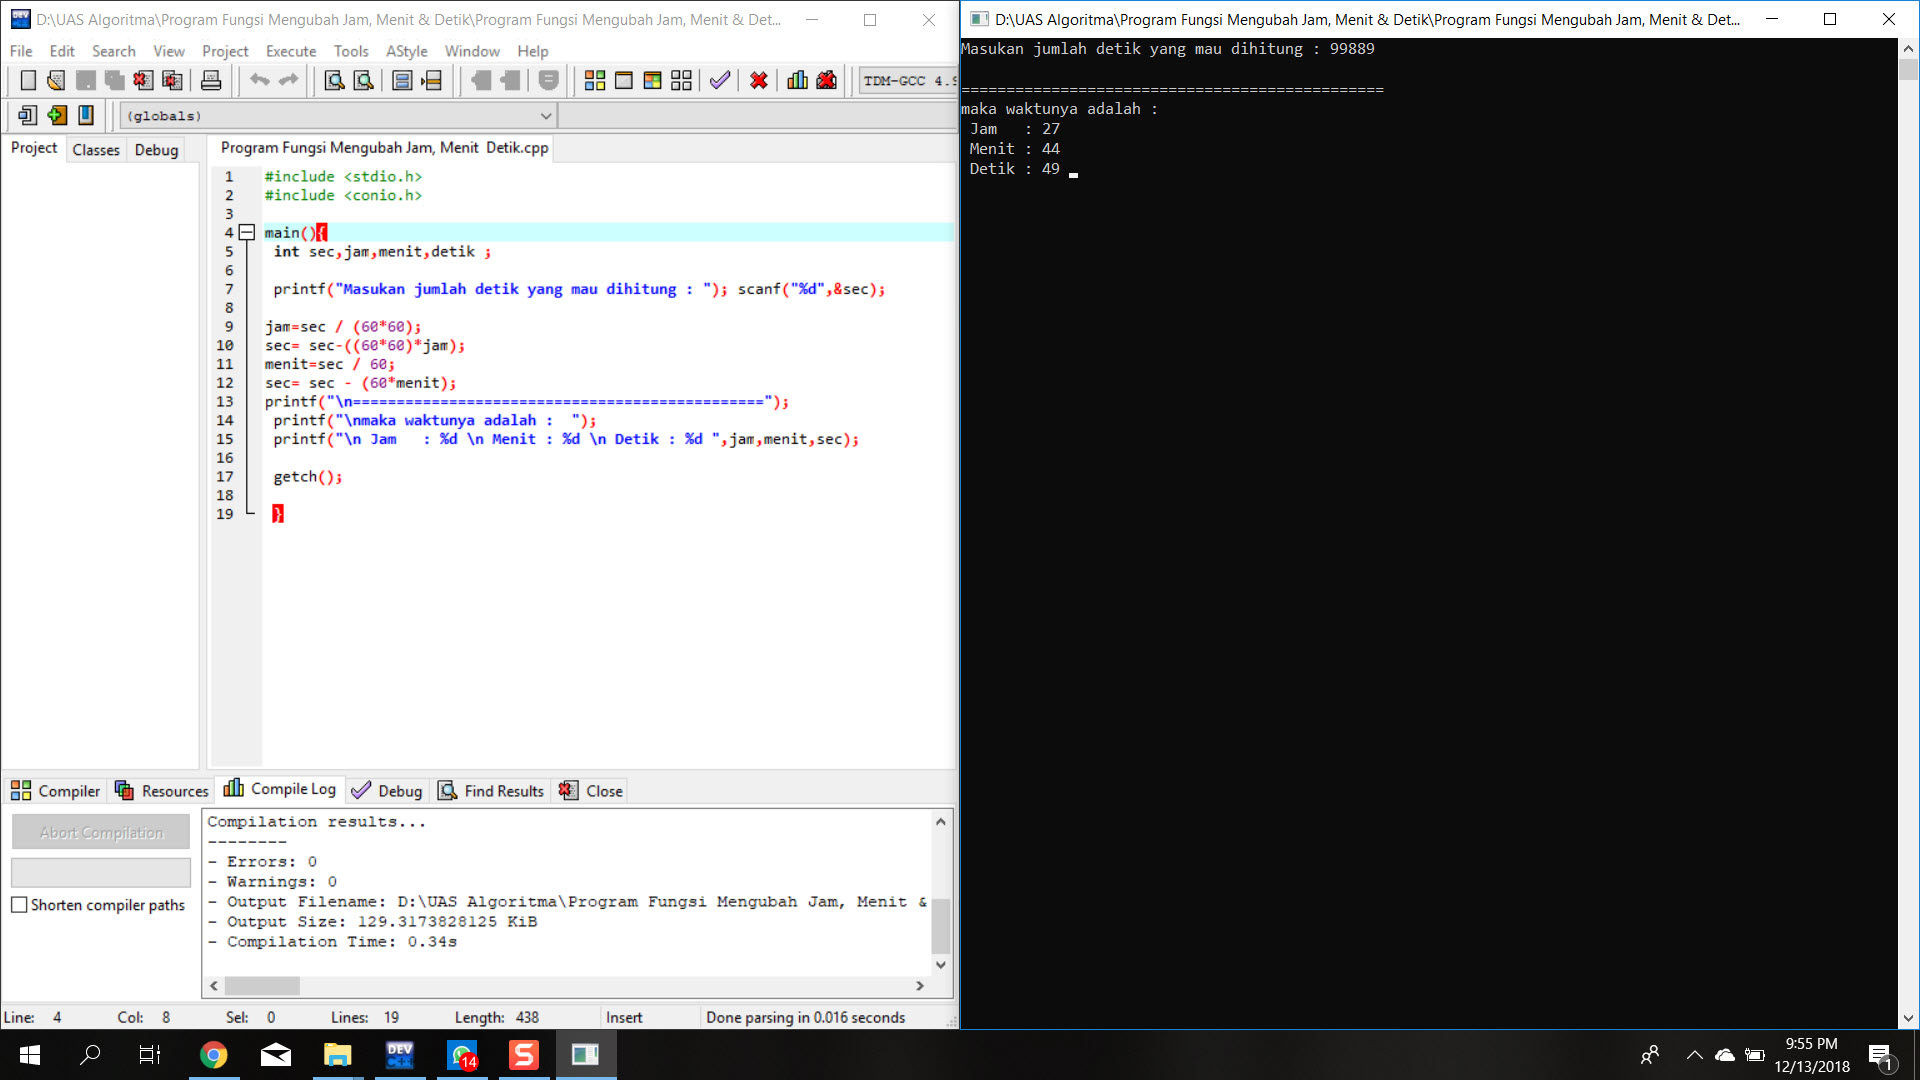 D:\UAS Algoritma\Program Fungsi Mengubah Jam, Menit & Detik\Program Fungsi Mengubah Jam, Menit & Det...
File Edit Search View Project Execute Tools AStyle Window Help
TDM-GCC 4.9
(globals)
Project Classes Debug
Program Fungsi Mengubah Jam, Menit  Detik.cpp
1 #include <stdio.h>
2 #include <conio.h>
3
4 main(){
5 int sec,jam,menit,detik ;
6
7 printf("Masukan jumlah detik yang mau dihitung : "); scanf("%d",&sec);
8
9 jam=sec / (60*60);
10 sec= sec-((60*60)*jam);
11 menit=sec / 60;
12 sec= sec - (60*menit);
13 printf("\n===============================================");
14 printf("\nmaka waktunya adalah :  ");
15 printf("\n Jam   : %d \n Menit : %d \n Detik : %d ",jam,menit,sec);
16
17 getch();
18
19 }
Compiler Resources Compile Log Debug Find Results Close
Abort Compilation
Shorten compiler paths
Compilation results...
--------
- Errors: 0
- Warnings: 0
- Output Filename: D:\UAS Algoritma\Program Fungsi Mengubah Jam, Menit &
- Output Size: 129.3173828125 KiB
- Compilation Time: 0.34s
Line: 4 Col: 8 Sel: 0 Lines: 19 Length: 438 Insert Done parsing in 0.016 seconds
D:\UAS Algoritma\Program Fungsi Mengubah Jam, Menit & Detik\Program Fungsi Mengubah Jam, Menit & Det...
Masukan jumlah detik yang mau dihitung : 99889
===============================================
maka waktunya adalah :
Jam   : 27
Menit : 44
Detik : 49
DEV C++
14
S
9:55 PM
12/13/2018
1